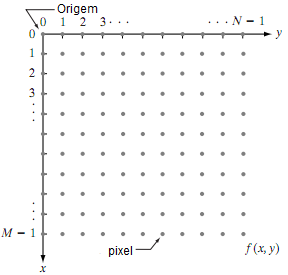 Origem
0 1 2 3 · · · · · · N − 1
y
0
1
2
3
⋮
⋮
M − 1
pixel
f(x, y)
x